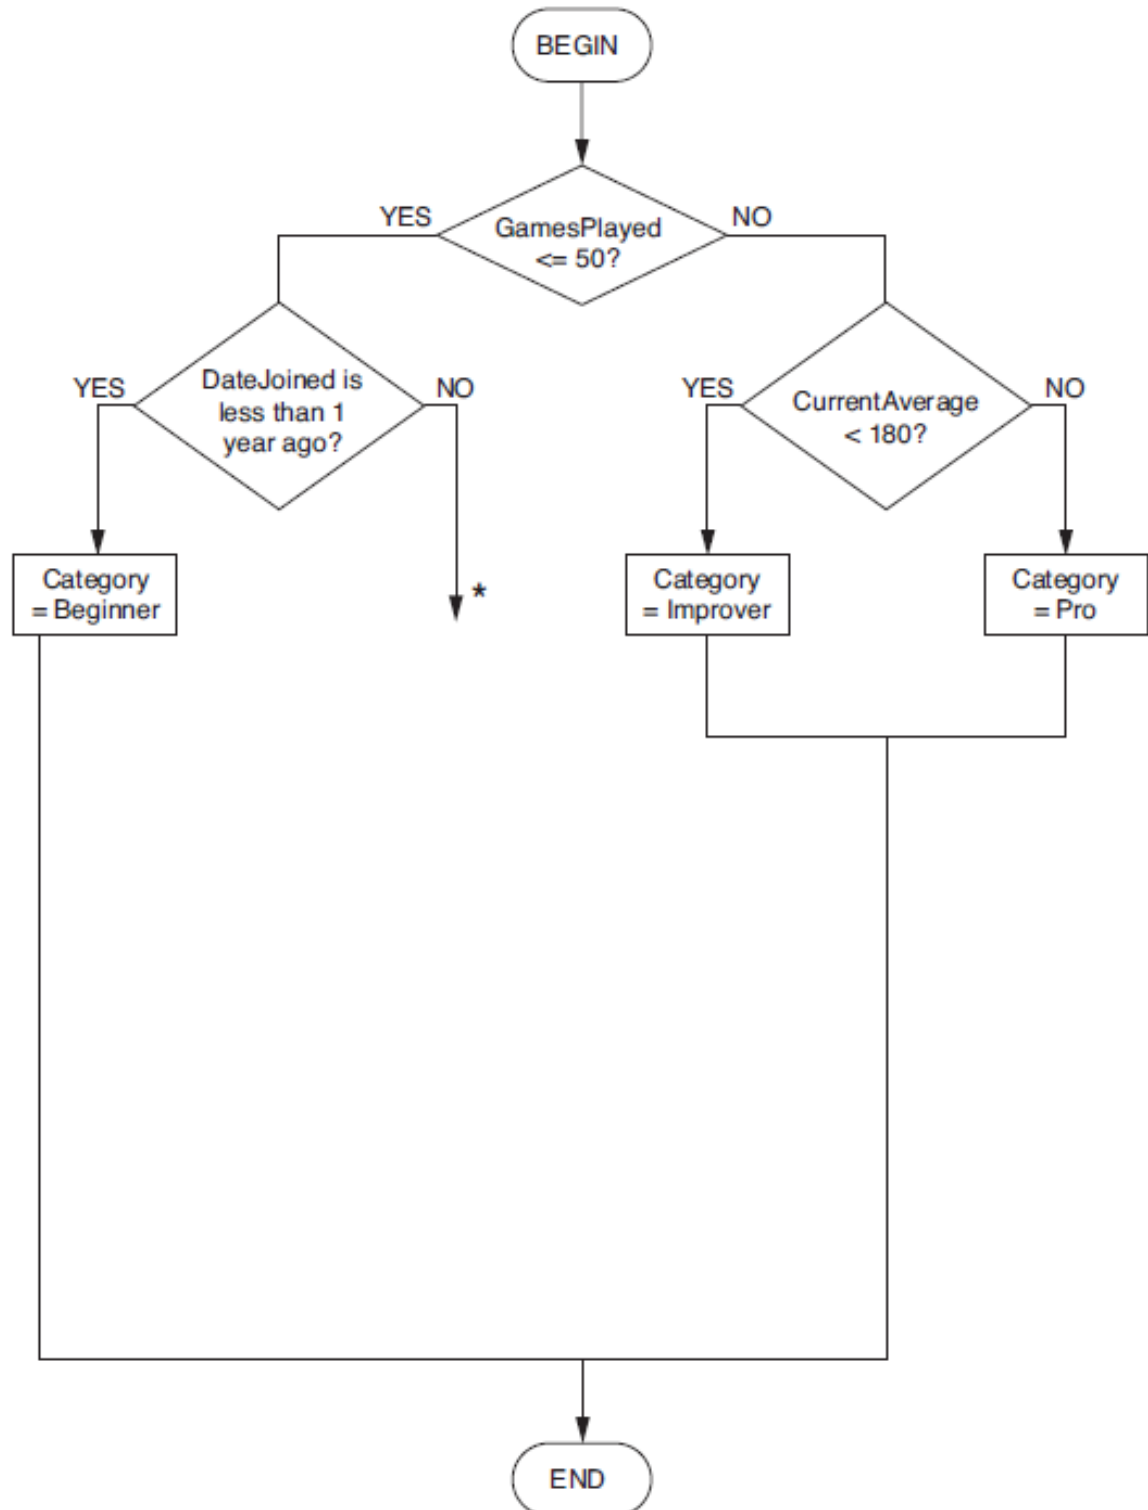 BEGIN
YES
GamesPlayed
<= 50?
NO
YES
DateJoined is
less than 1
year ago?
NO
YES
CurrentAverage
< 180?
NO
Category
= Beginner
*
Category
= Improver
Category
= Pro
END